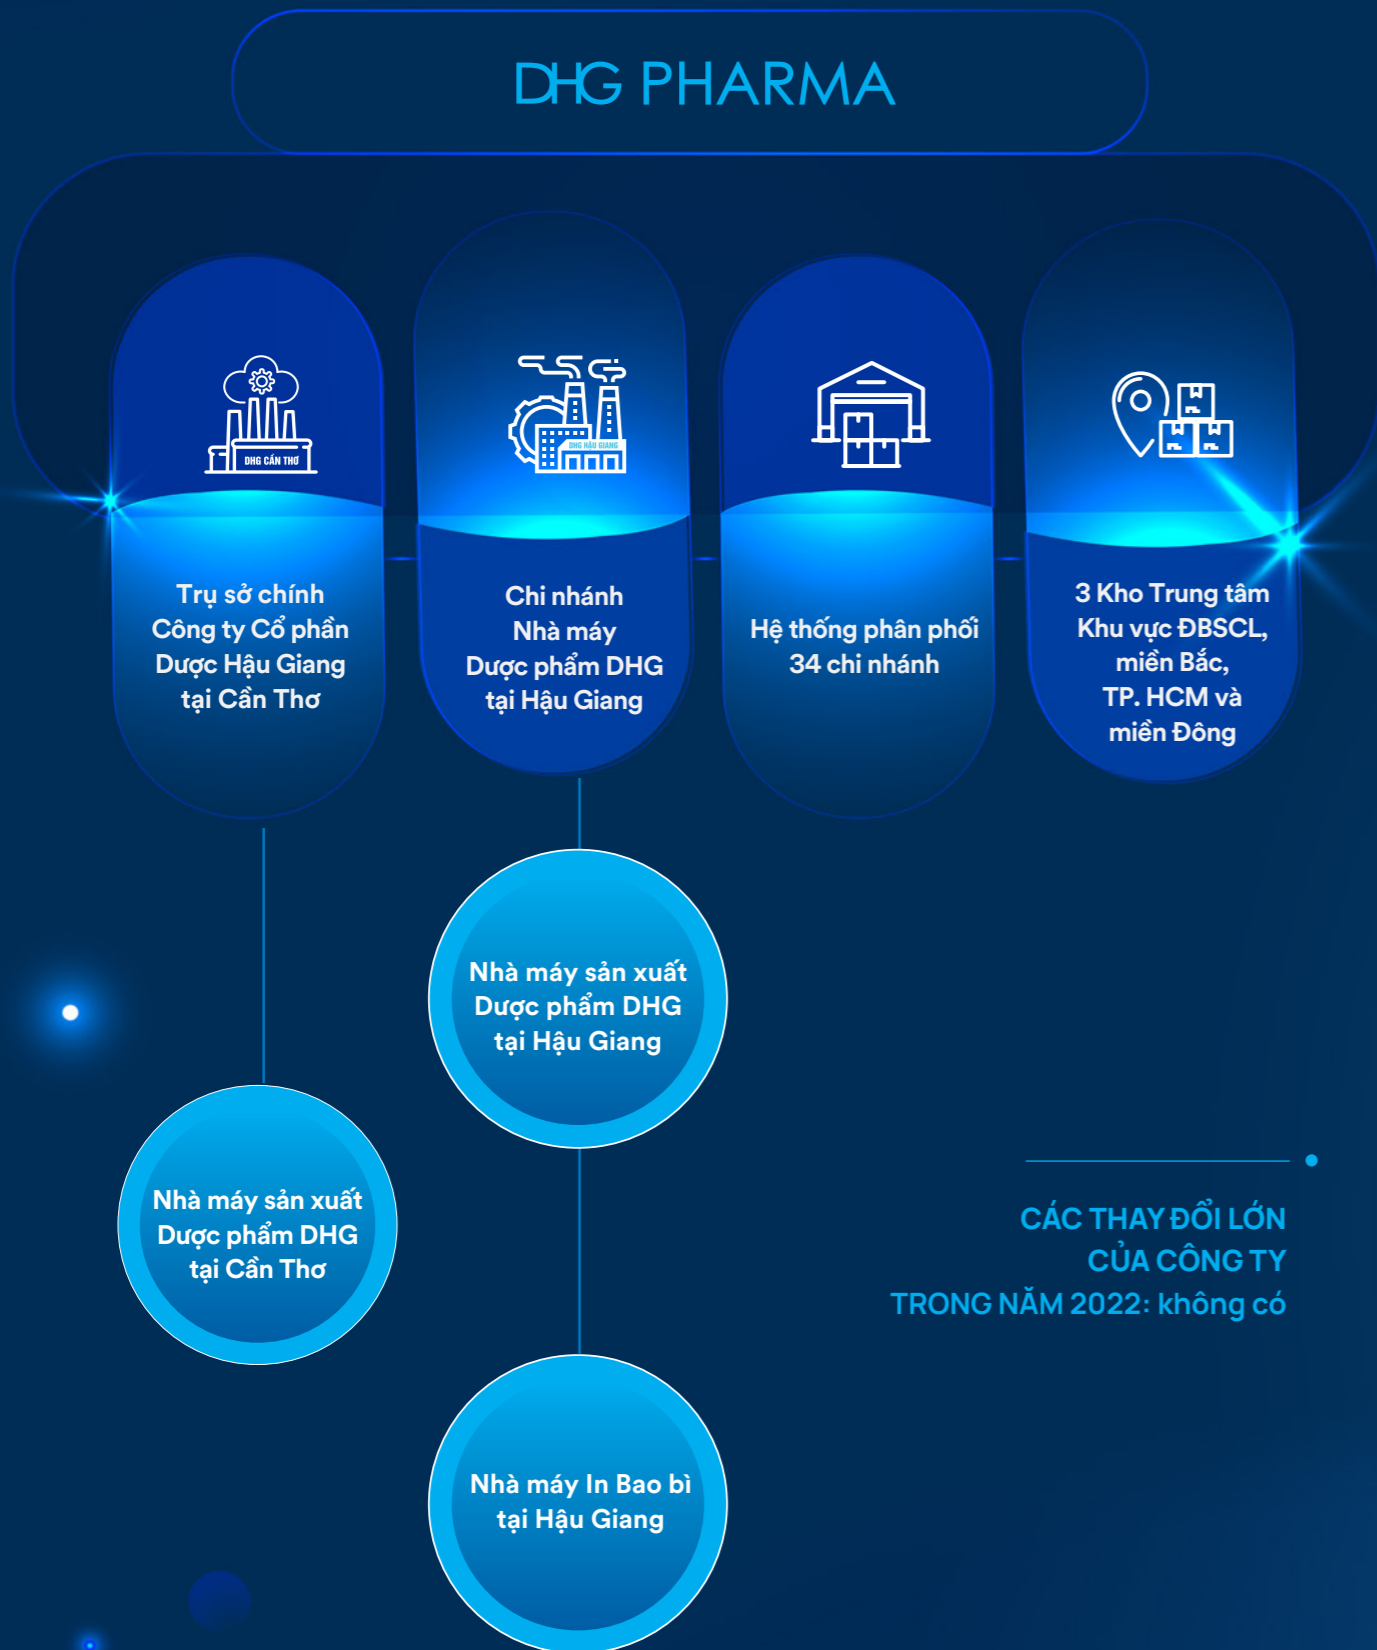 DHG PHARMA
DHG CẦN THƠ
DHG HẬU GIANG
Trụ sở chính
Công ty Cổ phần
Dược Hậu Giang
tại Cần Thơ
Chi nhánh
Nhà máy
Dược phẩm DHG
tại Hậu Giang
Hệ thống phân phối
34 chi nhánh
3 Kho Trung tâm
Khu vực ĐBSCL,
miền Bắc,
TP. HCM và
miền Đông
Nhà máy sản xuất
Dược phẩm DHG
tại Hậu Giang
Nhà máy sản xuất
Dược phẩm DHG
tại Cần Thơ
CÁC THAY ĐỔI LỚN
CỦA CÔNG TY
TRONG NĂM 2022: không có
Nhà máy In Bao bì
tại Hậu Giang